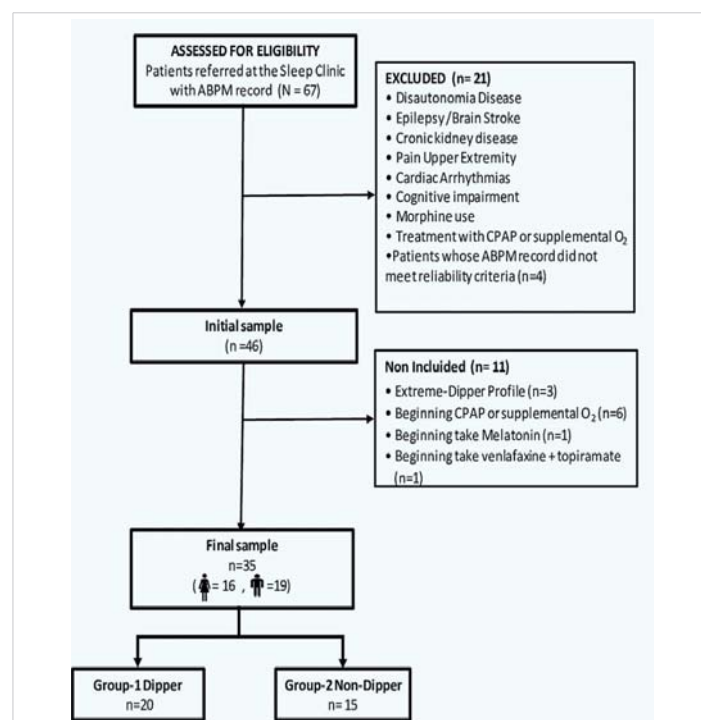 ASSESSED FOR ELIGIBILITY
Patients referred at the Sleep Clinic
with ABPM record (N = 67)
EXCLUDED (n= 21)
• Disautonomia Disease
• Epilepsy/Brain Stroke
• Cronic kidney disease
• Pain Upper Extremity
• Cardiac Arrhythmias
• Cognitive impairment
• Morphine use
• Treatment with CPAP or supplemental O₂
•Patients whose ABPM record did not
meet reliability criteria (n=4)
Initial sample
(n =46)
Non Incluided (n= 11)
• Extreme-Dipper Profile (n=3)
• Beginning CPAP or supplemental O₂ (n=6)
• Beginning take Melatonin (n=1)
• Beginning take venlafaxine + topiramate
(n=1)
Final sample
n=35
( = 16 , =19)
Group-1 Dipper
n=20
Group-2 Non-Dipper
n=15